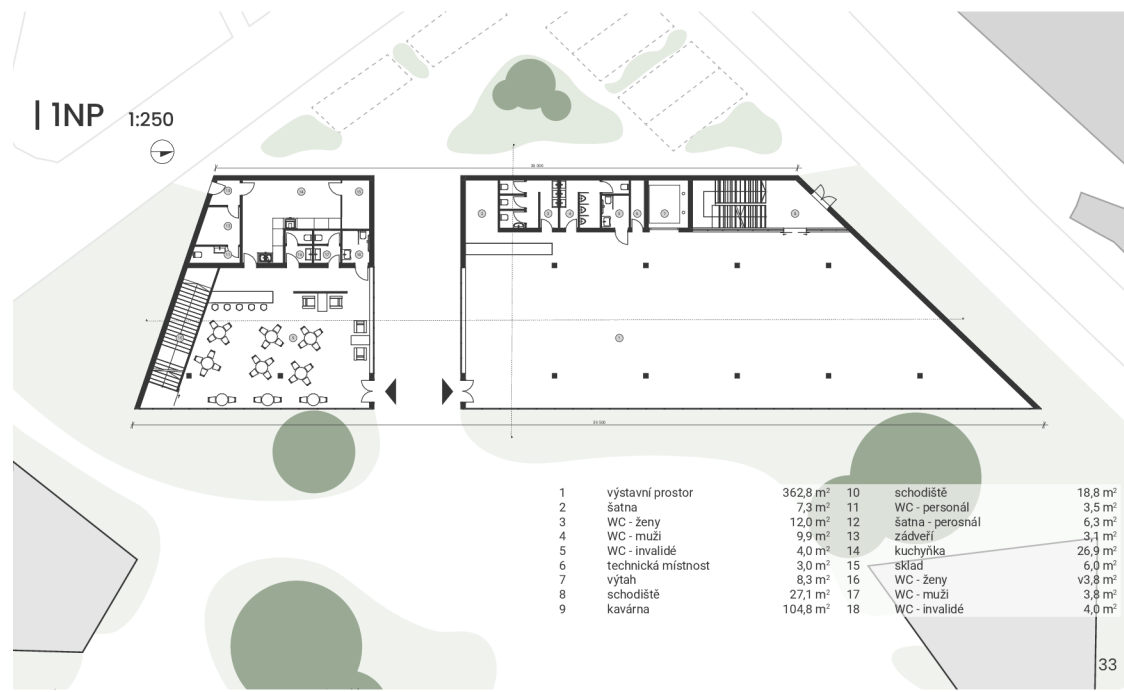 | 1NP 1:250
1 výstavní prostor 362,8 m²
2 šatna 7,3 m²
3 WC - ženy 12,0 m²
4 WC - muži 9,9 m²
5 WC - invalidé 4,0 m²
6 technická místnost 3,0 m²
7 výtah 8,3 m²
8 schodiště 27,1 m²
9 kavárna 104,8 m²
10 schodiště 18,8 m²
11 WC - personál 3,5 m²
12 šatna - perosnál 6,3 m²
13 zádveří 3,1 m²
14 kuchyňka 26,9 m²
15 sklad 6,0 m²
16 WC - ženy v3,8 m²
17 WC - muži 3,8 m²
18 WC - invalidé 4,0 m²
33